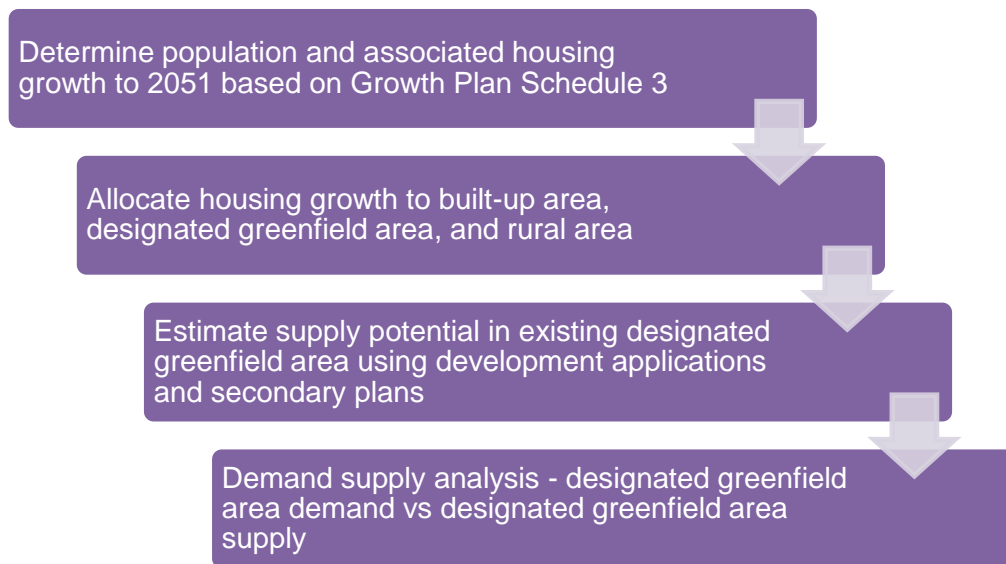 Determine population and associated housing
growth to 2051 based on Growth Plan Schedule 3
Allocate housing growth to built-up area,
designated greenfield area, and rural area
Estimate supply potential in existing designated
greenfield area using development applications
and secondary plans
Demand supply analysis - designated greenfield
area demand vs designated greenfield area
supply